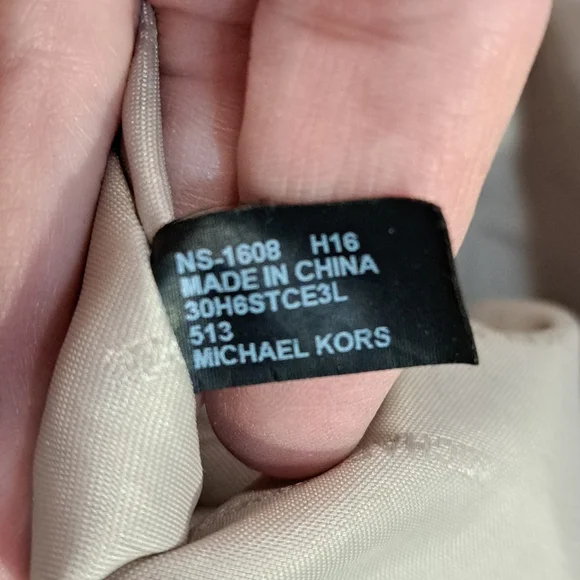 NS-1608 H16
MADE IN CHINA
30H6STCE3L
513
MICHAEL KORS